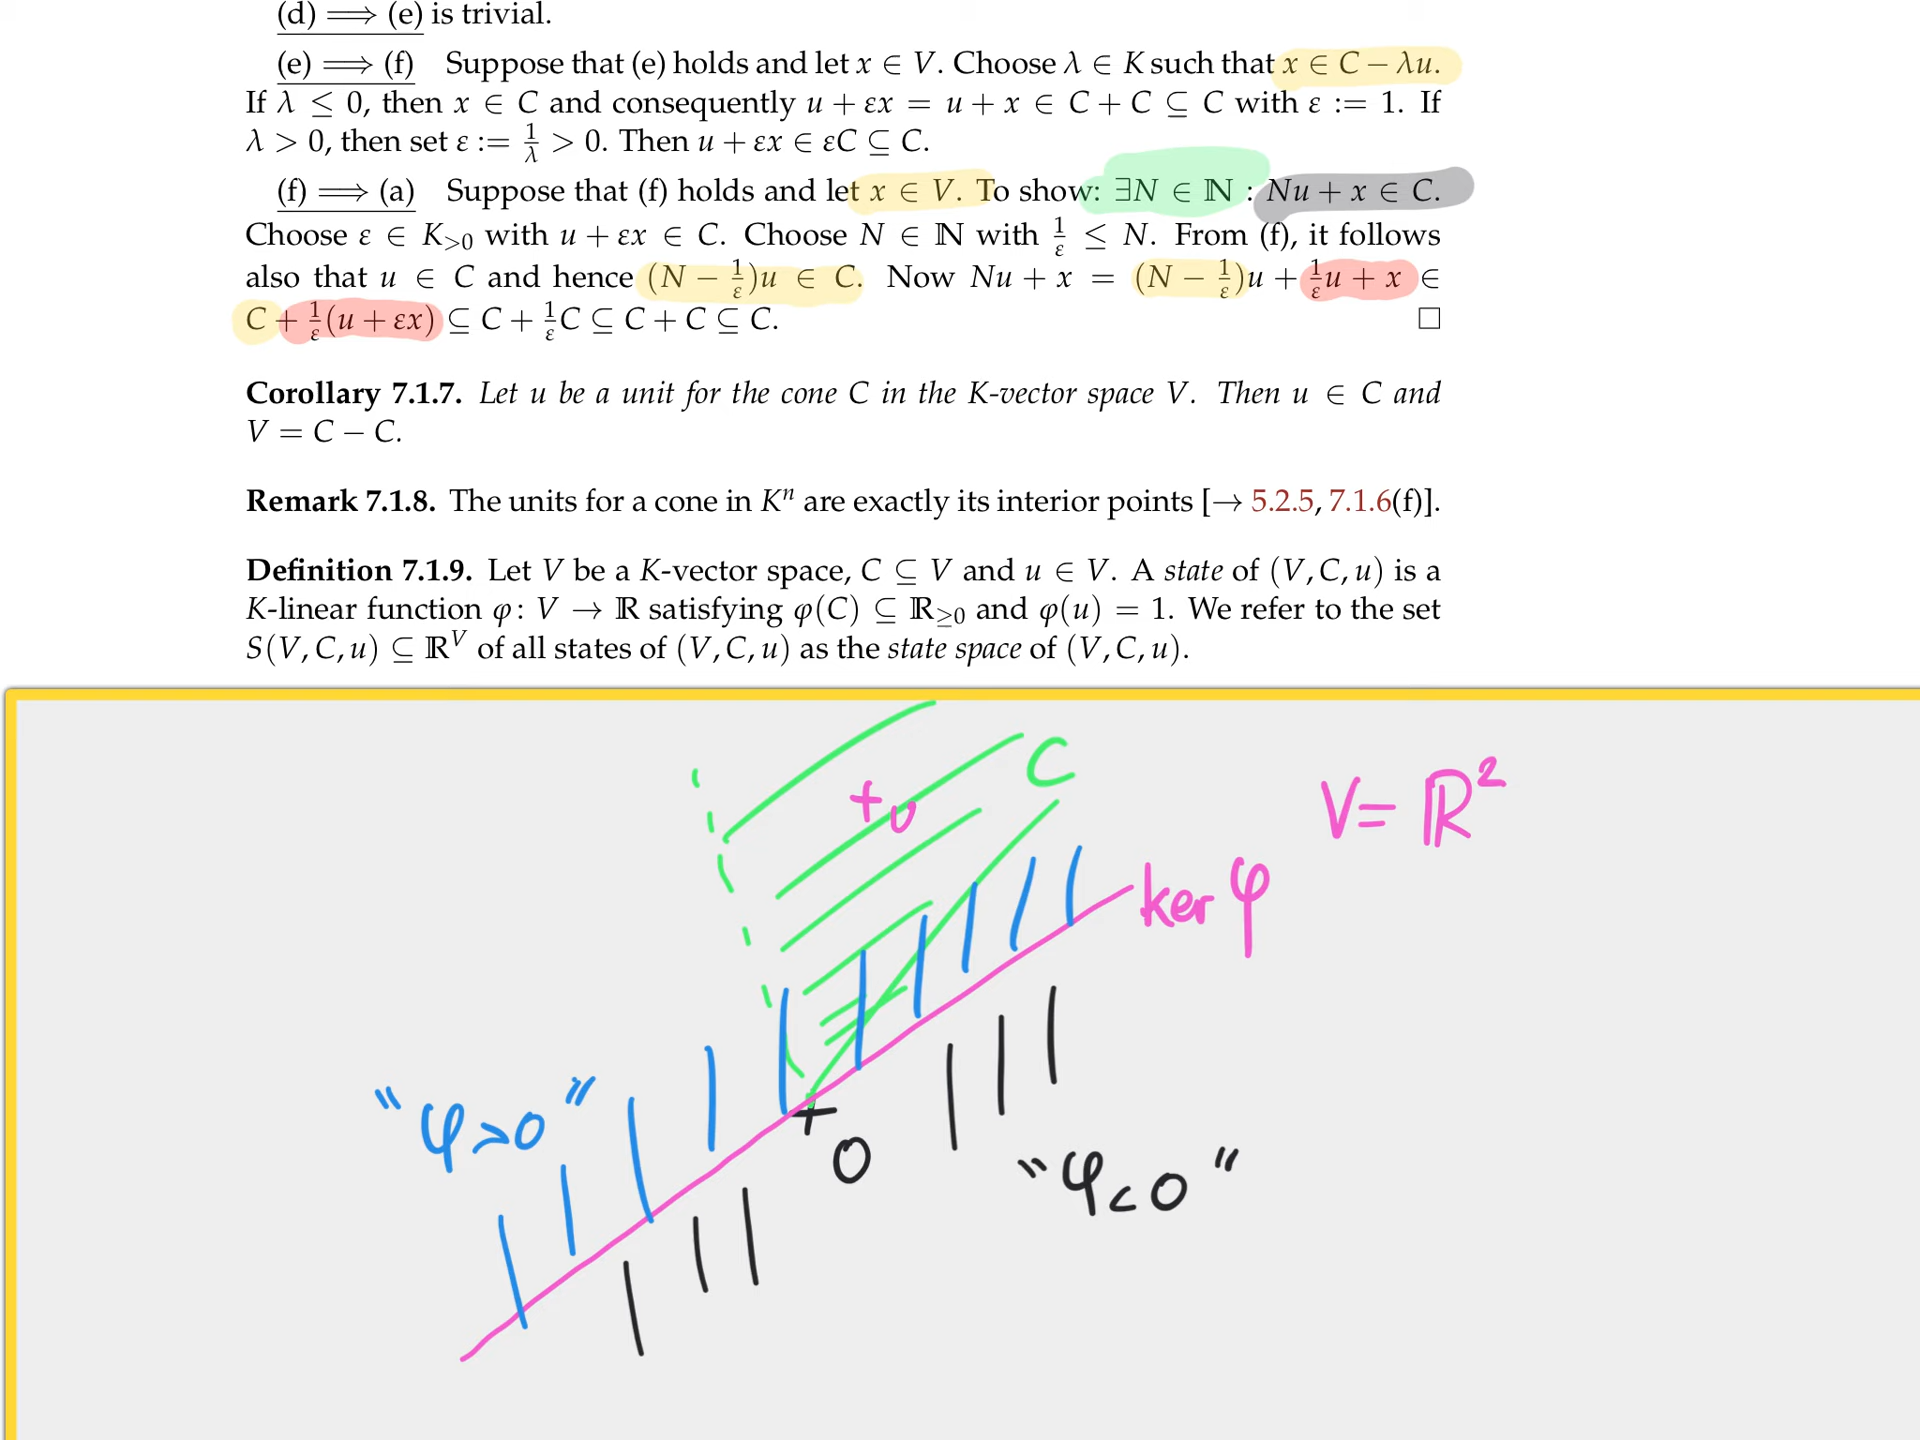 (d) ⟹ (e) is trivial.
(e) ⟹ (f) Suppose that (e) holds and let x ∈ V. Choose λ ∈ K such that x ∈ C − λu.
If λ ≤ 0, then x ∈ C and consequently u + εx = u + x ∈ C + C ⊆ C with ε := 1. If
λ > 0, then set ε := 1/λ > 0. Then u + εx ∈ εC ⊆ C.
(f) ⟹ (a) Suppose that (f) holds and let x ∈ V. To show: ∃N ∈ ℕ : Nu + x ∈ C.
Choose ε ∈ K>0 with u + εx ∈ C. Choose N ∈ ℕ with 1/ε ≤ N. From (f), it follows
also that u ∈ C and hence (N − 1/ε)u ∈ C. Now Nu + x = (N − 1/ε)u + 1/ε u + x ∈
C + 1/ε(u + εx) ⊆ C + 1/ε C ⊆ C + C ⊆ C. □
Corollary 7.1.7. Let u be a unit for the cone C in the K-vector space V. Then u ∈ C and
V = C − C.
Remark 7.1.8. The units for a cone in Kⁿ are exactly its interior points [→ 5.2.5, 7.1.6(f)].
Definition 7.1.9. Let V be a K-vector space, C ⊆ V and u ∈ V. A state of (V, C, u) is a
K-linear function φ: V → ℝ satisfying φ(C) ⊆ ℝ≥0 and φ(u) = 1. We refer to the set
S(V, C, u) ⊆ ℝ^V of all states of (V, C, u) as the state space of (V, C, u).
C
V = ℝ²
+ u
ker φ
"φ>0"
0
"φ<0"